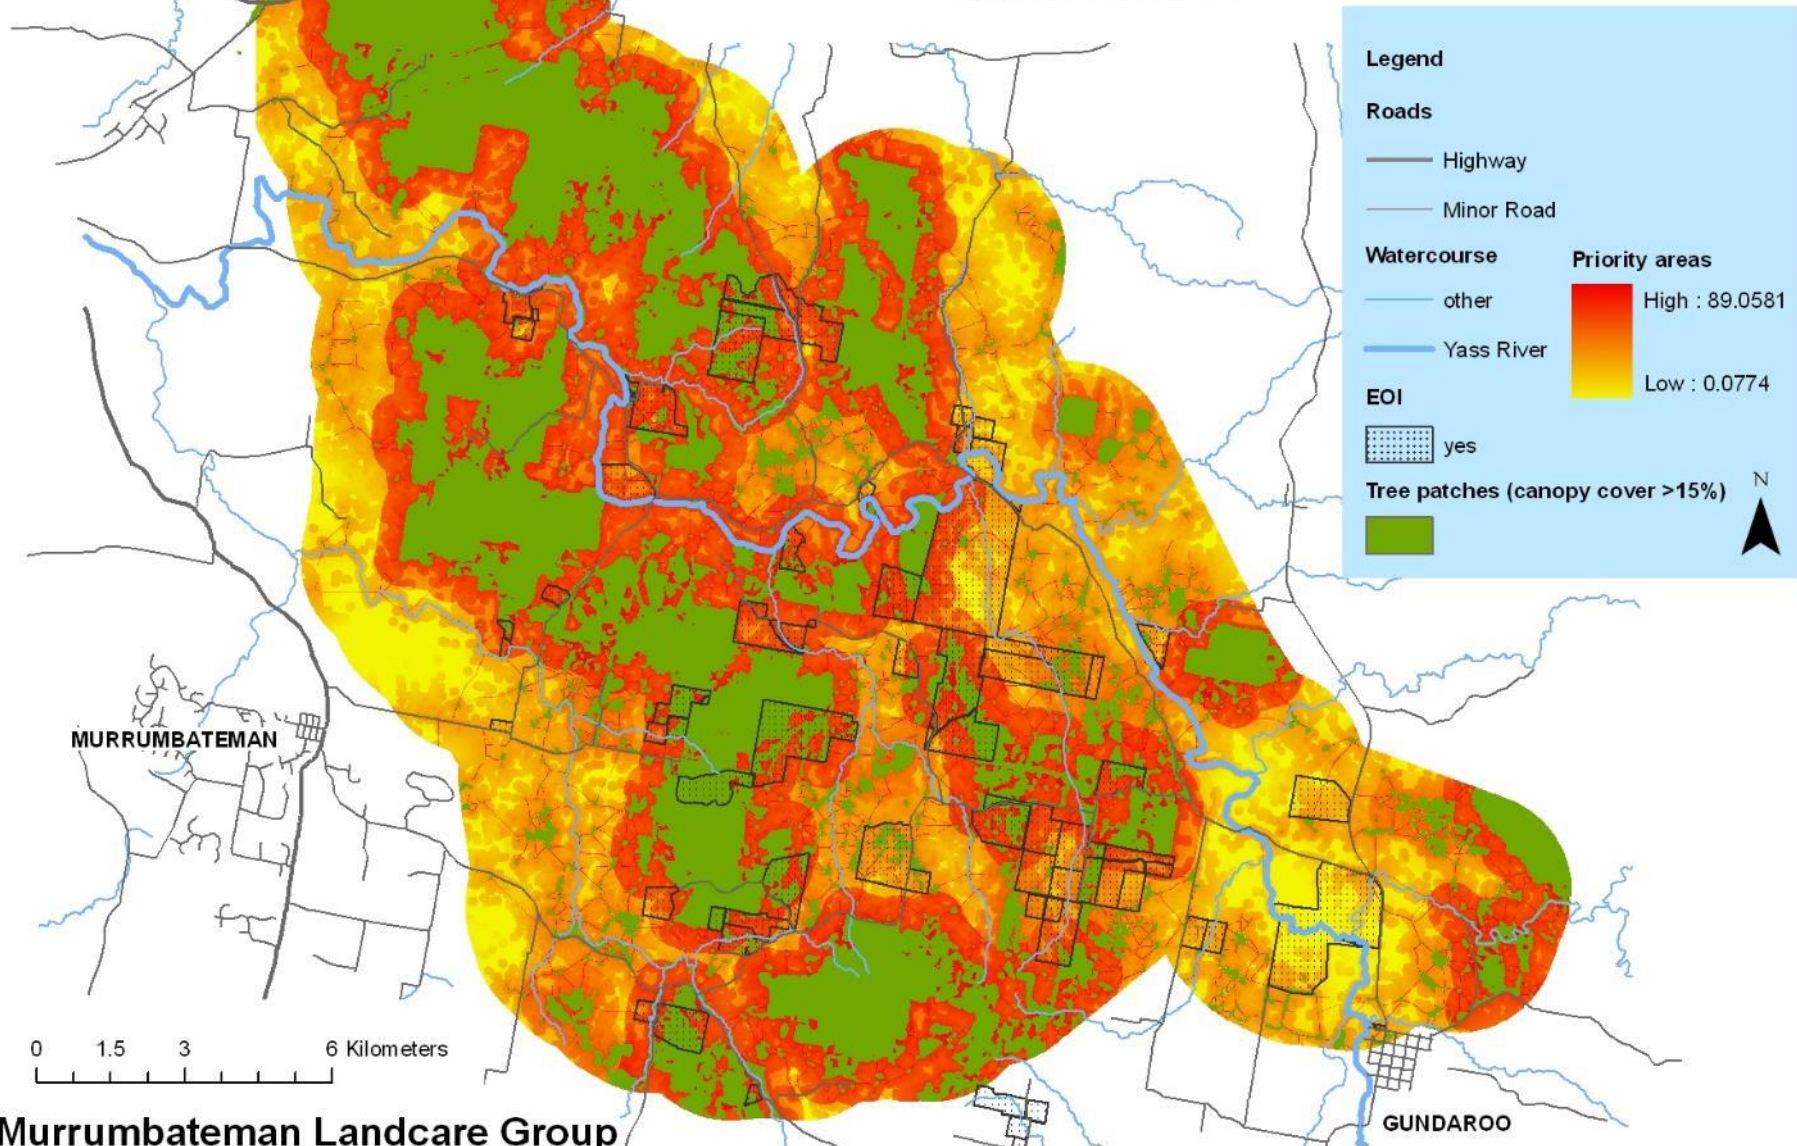 Legend
Roads
Highway
Minor Road
Watercourse
other
Yass River
EOI
yes
Tree patches (canopy cover >15%)
Priority areas
High : 89.0581
Low : 0.0774
N
MURRUMBATEMAN
GUNDAROO
0 1.5 3 6 Kilometers
Murrumbateman Landcare Group